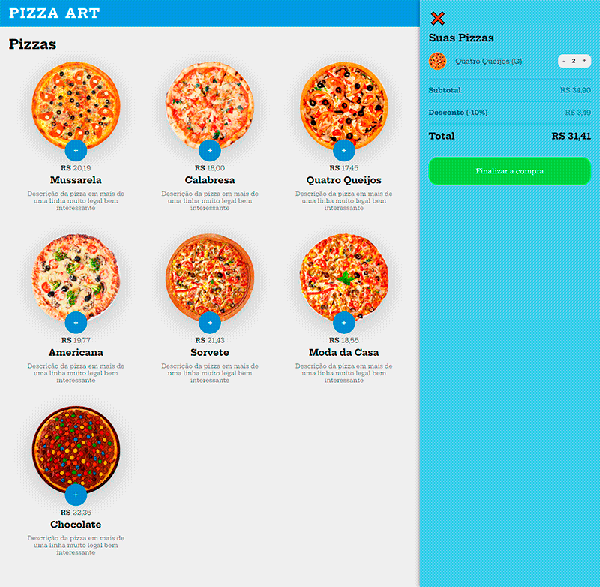 PIZZA ART
Pizzas
+
R$ 20,19
Mussarela
Descrição da pizza em mais de
uma linha muito legal bem
interessante
+
R$ 18,00
Calabresa
Descrição da pizza em mais de
uma linha muito legal bem
interessante
+
R$ 17,45
Quatro Queijos
Descrição da pizza em mais de
uma linha muito legal bem
interessante
+
R$ 19,77
Americana
Descrição da pizza em mais de
uma linha muito legal bem
interessante
+
R$ 21,43
Sorvete
Descrição da pizza em mais de
uma linha muito legal bem
interessante
+
R$ 18,55
Moda da Casa
Descrição da pizza em mais de
uma linha muito legal bem
interessante
+
R$
Chocolate
Descrição da pizza em mais de
uma linha muito legal bem
interessante
Suas Pizzas
Quatro Queijos (G)
- 2 +
Subtotal R$ 34,90
Desconto (-10%) R$ 3,49
Total R$ 31,41
Finalizar a compra